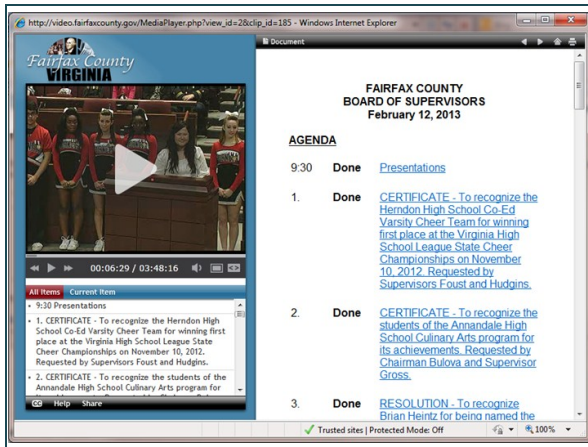 http://video.fairfaxcounty.gov/MediaPlayer.php?view_id=2&clip_id=185 - Windows Internet Explorer
Fairfax County
VIRGINIA
00:06:29 / 03:48:16
All Items Current Item
• 9:30 Presentations
• 1. CERTIFICATE - To recognize the Herndon High
School Co-Ed Varsity Cheer Team for winning first
place at the Virginia High School League State
Cheer Championships on November 10, 2012.
Requested by Supervisors Foust and Hudgins.
• 2. CERTIFICATE - To recognize the students of the
Annandale High School Culinary Arts program for
CC Help Share
Document
FAIRFAX COUNTY
BOARD OF SUPERVISORS
February 12, 2013
AGENDA
9:30 Done Presentations
1. Done CERTIFICATE - To recognize the
Herndon High School Co-Ed
Varsity Cheer Team for winning
first place at the Virginia High
School League State Cheer
Championships on November
10, 2012. Requested by
Supervisors Foust and Hudgins.
2. Done CERTIFICATE - To recognize the
students of the Annandale High
School Culinary Arts program for
its achievements. Requested by
Chairman Bulova and Supervisor
Gross.
3. Done RESOLUTION - To recognize
Brian Heintz for being named the
Trusted sites | Protected Mode: Off
100%